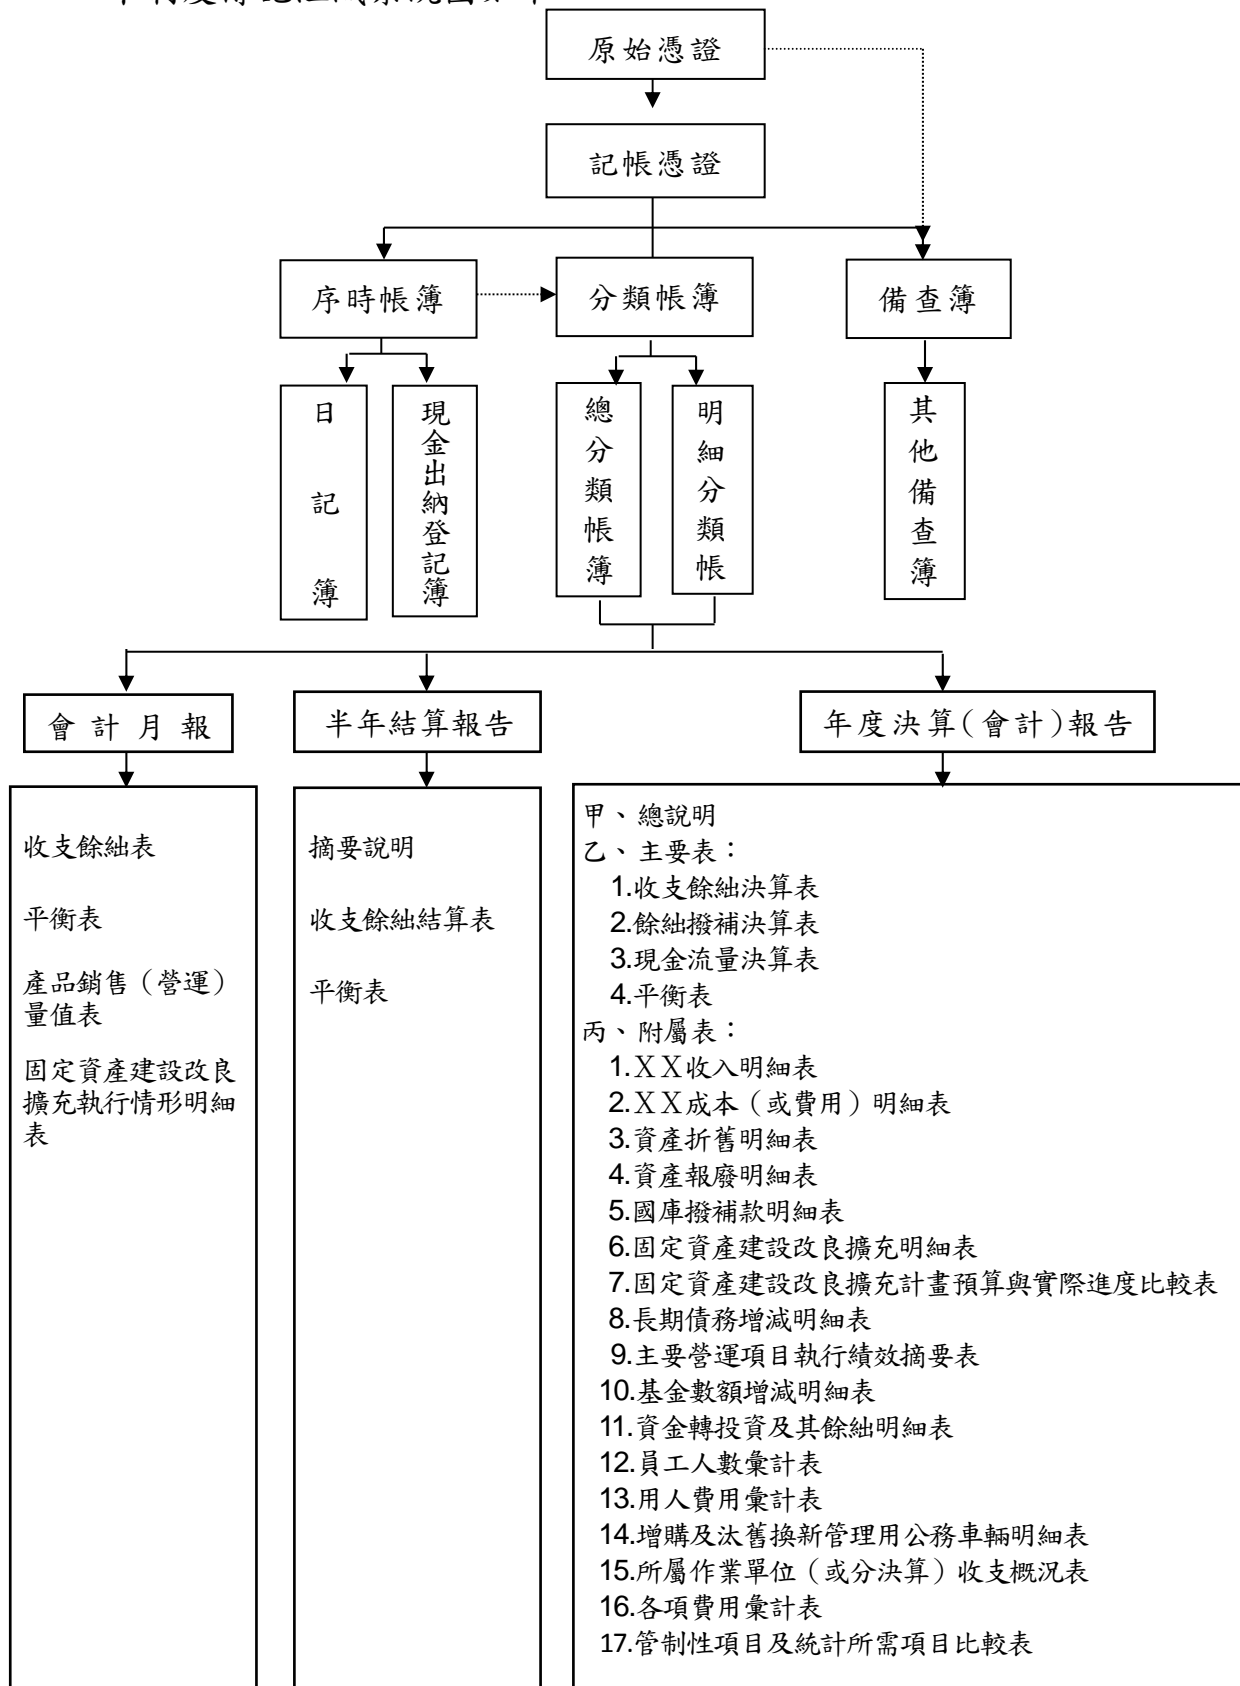 原始憑證
記帳憑證
序時帳簿
分類帳簿
備查簿
日記簿
現金出納登記簿
總分類帳簿
明細分類帳
其他備查簿
會計月報
半年結算報告
年度決算(會計)報告
收支餘絀表
平衡表
產品銷售（營運）
量值表
固定資產建設改良
擴充執行情形明細
表
摘要說明
收支餘絀結算表
平衡表
甲、總說明
乙、主要表：
1.收支餘絀決算表
2.餘絀撥補決算表
3.現金流量決算表
4.平衡表
丙、附屬表：
1.ＸＸ收入明細表
2.ＸＸ成本（或費用）明細表
3.資產折舊明細表
4.資產報廢明細表
5.國庫撥補款明細表
6.固定資產建設改良擴充明細表
7.固定資產建設改良擴充計畫預算與實際進度比較表
8.長期債務增減明細表
9.主要營運項目執行績效摘要表
10.基金數額增減明細表
11.資金轉投資及其餘絀明細表
12.員工人數彙計表
13.用人費用彙計表
14.增購及汰舊換新管理用公務車輛明細表
15.所屬作業單位（或分決算）收支概況表
16.各項費用彙計表
17.管制性項目及統計所需項目比較表